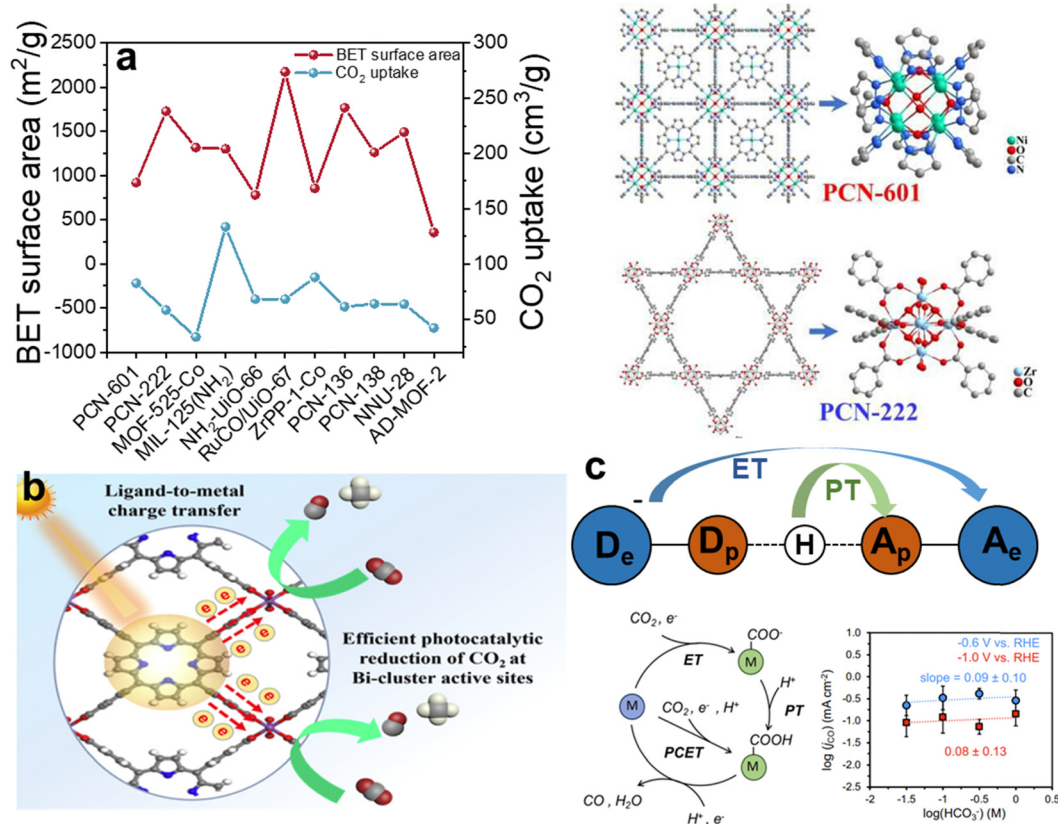 a
BET surface area
CO2 uptake
BET surface area (m²/g)
2500
2000
1500
1000
500
0
-500
-1000
CO2 uptake (cm³/g)
300
250
200
150
100
50
PCN-601
PCN-222
MOF-525-Co
MIL-125(NH2)
NH2-UiO-66
RuCO/UiO-67
ZrPP-1-Co
PCN-136
PCN-138
NNU-28
AD-MOF-2
PCN-601
Ni
O
C
N
PCN-222
Zr
O
C
b
Ligand-to-metal
charge transfer
e e
e e
e e
e e
Efficient photocatalytic
reduction of CO2 at
Bi-cluster active sites
c
ET
PT
De -
Dp
H
Ap
Ae
CO2, e-
COO-
ET
M
H+
PT
M
CO2, e- , H+
PCET
COOH
M
CO , H2O
H+, e-
-0.6 V vs. RHE
-1.0 V vs. RHE
slope = 0.09 ± 0.10
0.08 ± 0.13
log (jCO) (mA cm-2)
1.0
0.5
0.0
-0.5
-1.0
-1.5
-2.0
-2.5
-2 -1.5 -1.0 -0.5 0 0.5
log(HCO3-) (M)